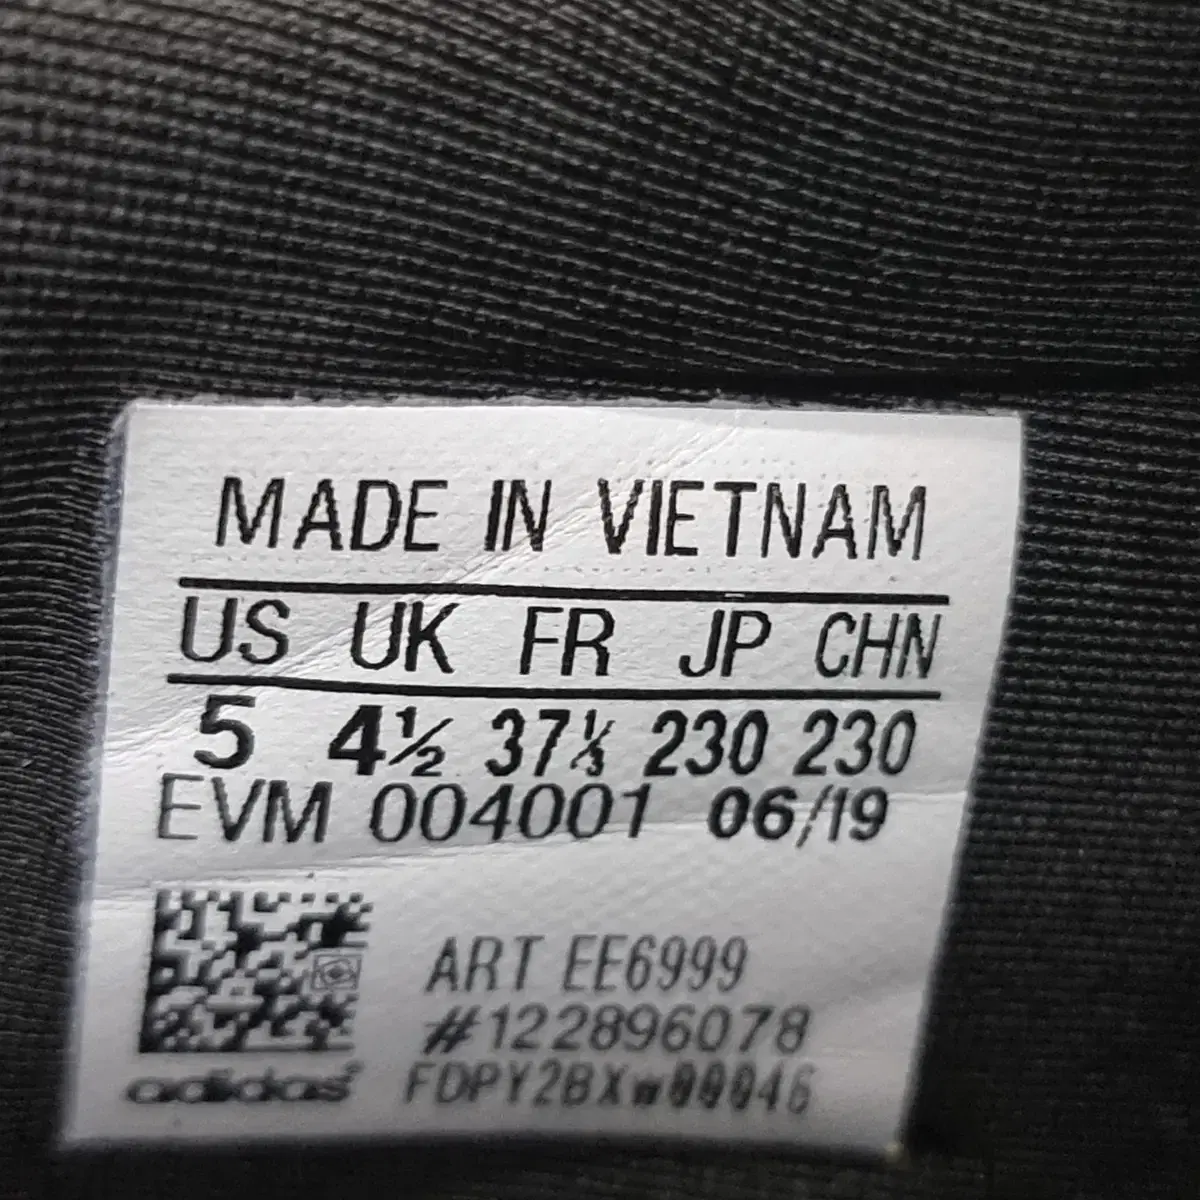 MADE IN VIETNAM
US UK FR JP CHN
5 4½ 37⅓ 230 230
EVM 004001 06/19
ART EE6999
#122896078
adidas